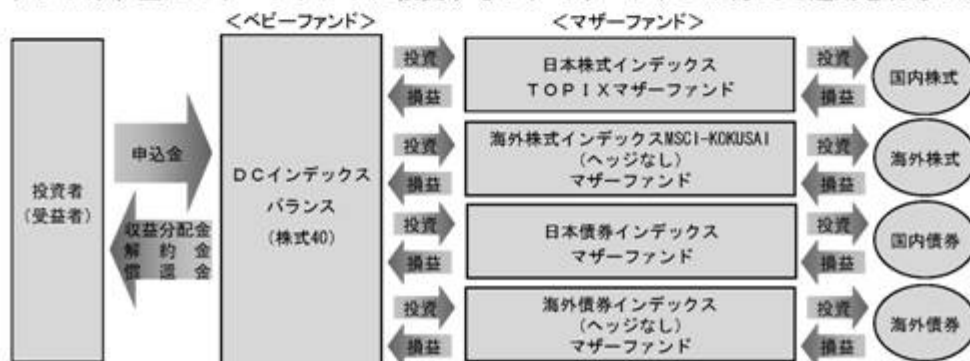 <ベビーファンド>
<マザーファンド>
投資者
(受益者)
申込金
収益分配金
解約金
償還金
DCインデックス
バランス
(株式40)
投資
損益
日本株式インデックス
TOPIXマザーファンド
投資
損益
国内株式
投資
損益
海外株式インデックスMSCI-KOKUSAI
(ヘッジなし)
マザーファンド
投資
損益
海外株式
投資
損益
日本債券インデックス
マザーファンド
投資
損益
国内債券
投資
損益
海外債券インデックス
(ヘッジなし)
マザーファンド
投資
損益
海外債券